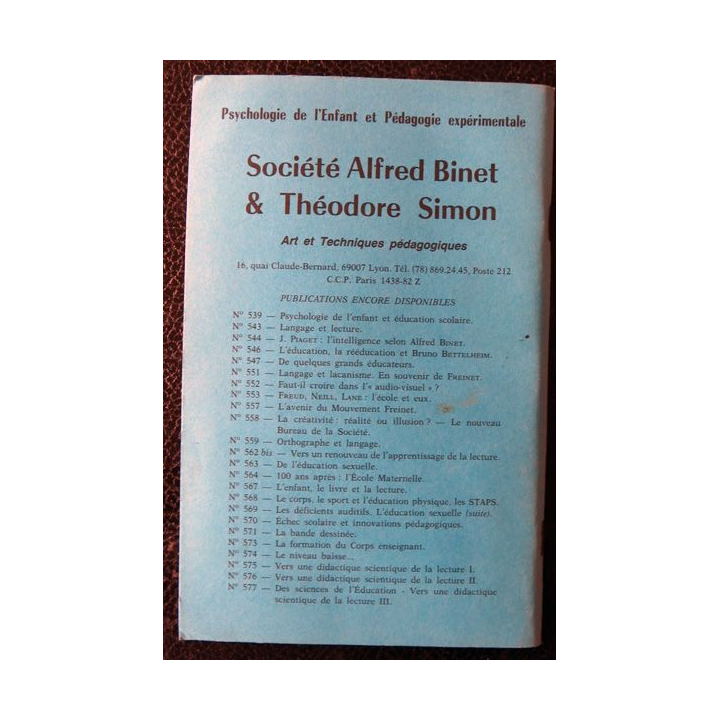 Psychologie de l'Enfant et Pédagogie expérimentale
Société Alfred Binet
& Théodore Simon
Art et Techniques pédagogiques
16, quai Claude-Bernard, 69007 Lyon. Tél. (78) 869.24.45, Poste 212
C.C.P. Paris 1438-82 Z
PUBLICATIONS ENCORE DISPONIBLES
N° 539 — Psychologie de l'enfant et éducation scolaire.
N° 543 — Langage et lecture.
N° 544 — J. PIAGET : l'intelligence selon Alfred BINET.
N° 546 — L'éducation, la rééducation et Bruno BETTELHEIM.
N° 547 — De quelques grands éducateurs.
N° 551 — Langage et lacanisme. En souvenir de FREINET.
N° 552 — Faut-il croire dans l'« audio-visuel » ?
N° 553 — FREUD, NEILL, LANE : l'école et eux.
N° 557 — L'avenir du Mouvement Freinet.
N° 558 — La créativité : réalité ou illusion ? — Le nouveau
Bureau de la Société.
N° 559 — Orthographe et langage.
N° 562 bis — Vers un renouveau de l'apprentissage de la lecture.
N° 563 — De l'éducation sexuelle.
N° 564 — 100 ans après : l'École Maternelle.
N° 567 — L'enfant, le livre et la lecture.
N° 568 — Le corps, le sport et l'éducation physique, les STAPS.
N° 569 — Les déficients auditifs. L'éducation sexuelle (suite).
N° 570 — Échec scolaire et innovations pédagogiques.
N° 571 — La bande dessinée.
N° 573 — La formation du Corps enseignant.
N° 574 — Le niveau baisse...
N° 575 — Vers une didactique scientique de la lecture I.
N° 576 — Vers une didactique scientique de la lecture II.
N° 577 — Des sciences de l'Éducation - Vers une didactique
scientique de la lecture III.